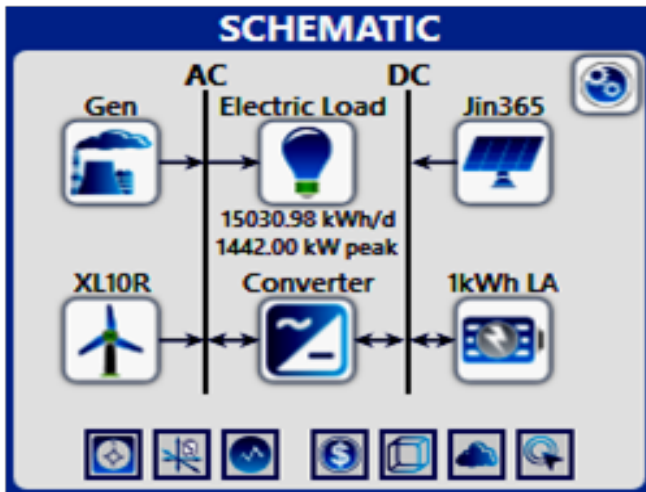 SCHEMATIC
AC DC
Gen Electric Load Jin365
15030.98 kWh/d
1442.00 kW peak
XL10R Converter 1kWh LA